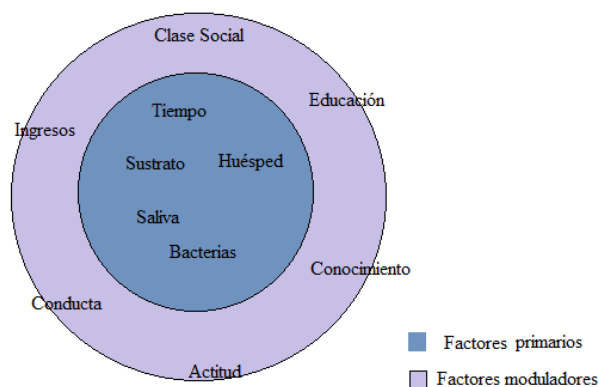 Clase Social
Educación
Tiempo
Ingresos
Sustrato
Huésped
Saliva
Bacterias
Conocimiento
Conducta
Actitud
Factores primarios
Factores moduladores